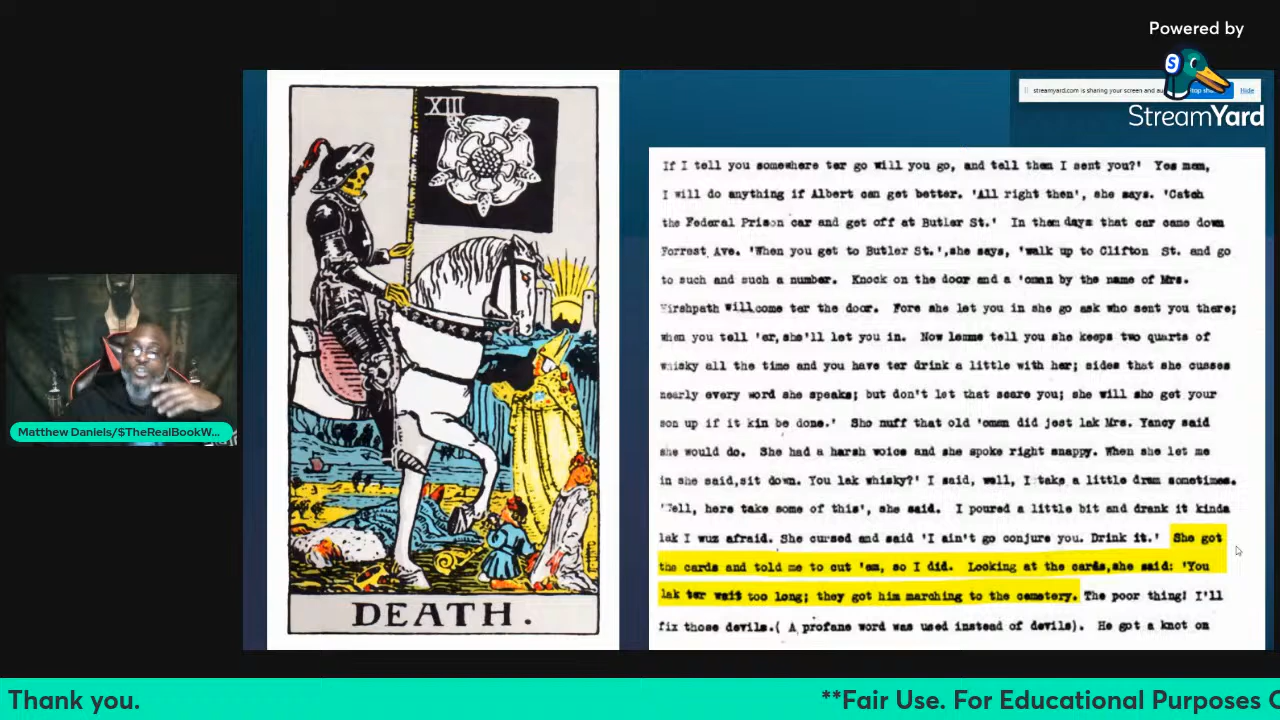 Powered by
StreamYard
streamyard.com is sharing your screen and au
Hide
XIII
DEATH.
If I tell you somewhere ter go will you go, and tell them I sent you?' Yes mam,
I will do anything if Albert can get better. 'All right then', she says. 'Catch
the Federal Prison car and get off at Butler St.' In them days that car came down
Forrest Ave. 'When you get to Butler St.',she says, 'walk up to Clifton St. and go
to such and such a number. Knock on the door and a 'oman by the name of Mrs.
Hirshpath will come ter the door. Fore she let you in she go ask who sent you there;
when you tell 'er,she'll let you in. Now lemme tell you she keeps two quarts of
whisky all the time and you have ter drink a little with her; sides that she cusses
nearly every word she speaks; but don't let that scare you; she will sho get your
son up if it kin be done.' Sho nuff that old 'oman did jest lak Mrs. Yancy said
she would do. She had a harsh voice and she spoke right snappy. When she let me
in she said,sit down. You lak whisky?' I said, well, I take a little dram sometimes.
'Well, here take some of this', she said. I poured a little bit and drank it kinda
lak I wuz afraid. She cursed and said 'I ain't go conjure you. Drink it.' She got
the cards and told me to cut 'em, so I did. Looking at the cards,she said: 'You
lak ter wait too long; they got him marching to the cemetery. The poor thing! I'll
fix those devils.( A profane word was used instead of devils). He got a knot on
Matthew Daniels/$TheRealBookW...
Thank you.
**Fair Use. For Educational Purposes